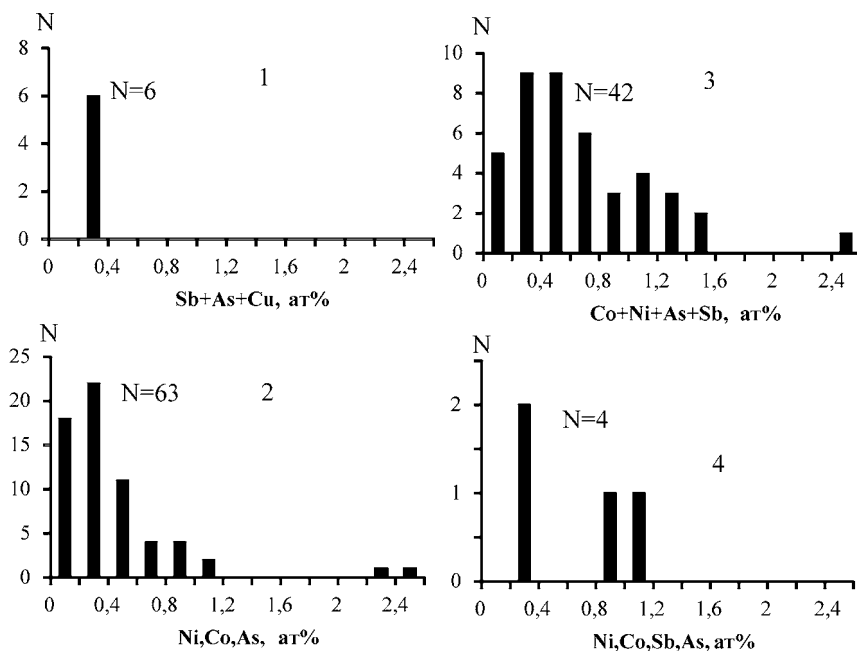 N
8
6
4
2
0
N=6
1
0 0,4 0,8 1,2 1,6 2 2,4
Sb+As+Cu, ат%
N
10
8
6
4
2
0
N=42
3
0 0,4 0,8 1,2 1,6 2 2,4
Co+Ni+As+Sb, ат%
N
25
20
15
10
5
0
N=63
2
0 0,4 0,8 1,2 1,6 2 2,4
Ni,Co,As, ат%
N
2
1
0
N=4
4
0 0,4 0,8 1,2 1,6 2 2,4
Ni,Co,Sb,As, ат%